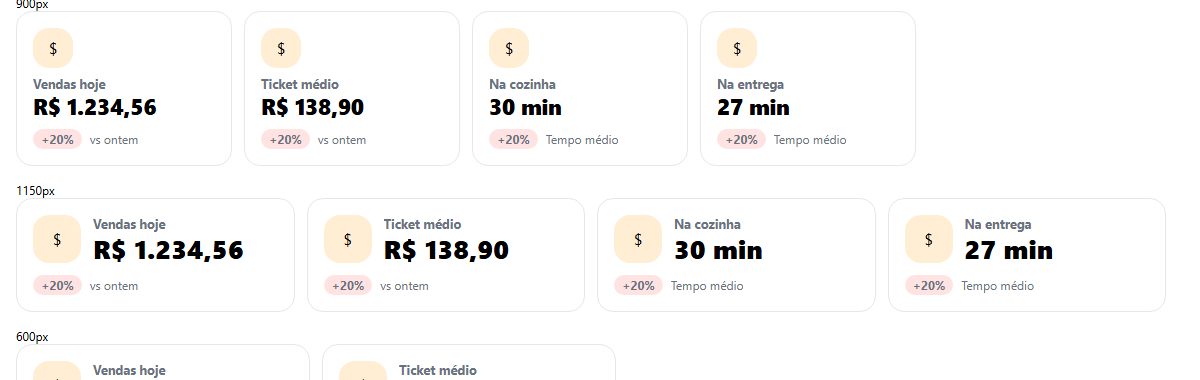 900px
$ $ $ $
Vendas hoje Ticket médio Na cozinha Na entrega
R$ 1.234,56 R$ 138,90 30 min 27 min
+20% vs ontem +20% vs ontem +20% Tempo médio +20% Tempo médio
1150px
Vendas hoje Ticket médio Na cozinha Na entrega
$ R$ 1.234,56 $ R$ 138,90 $ 30 min $ 27 min
+20% vs ontem +20% vs ontem +20% Tempo médio +20% Tempo médio
600px
Vendas hoje Ticket médio